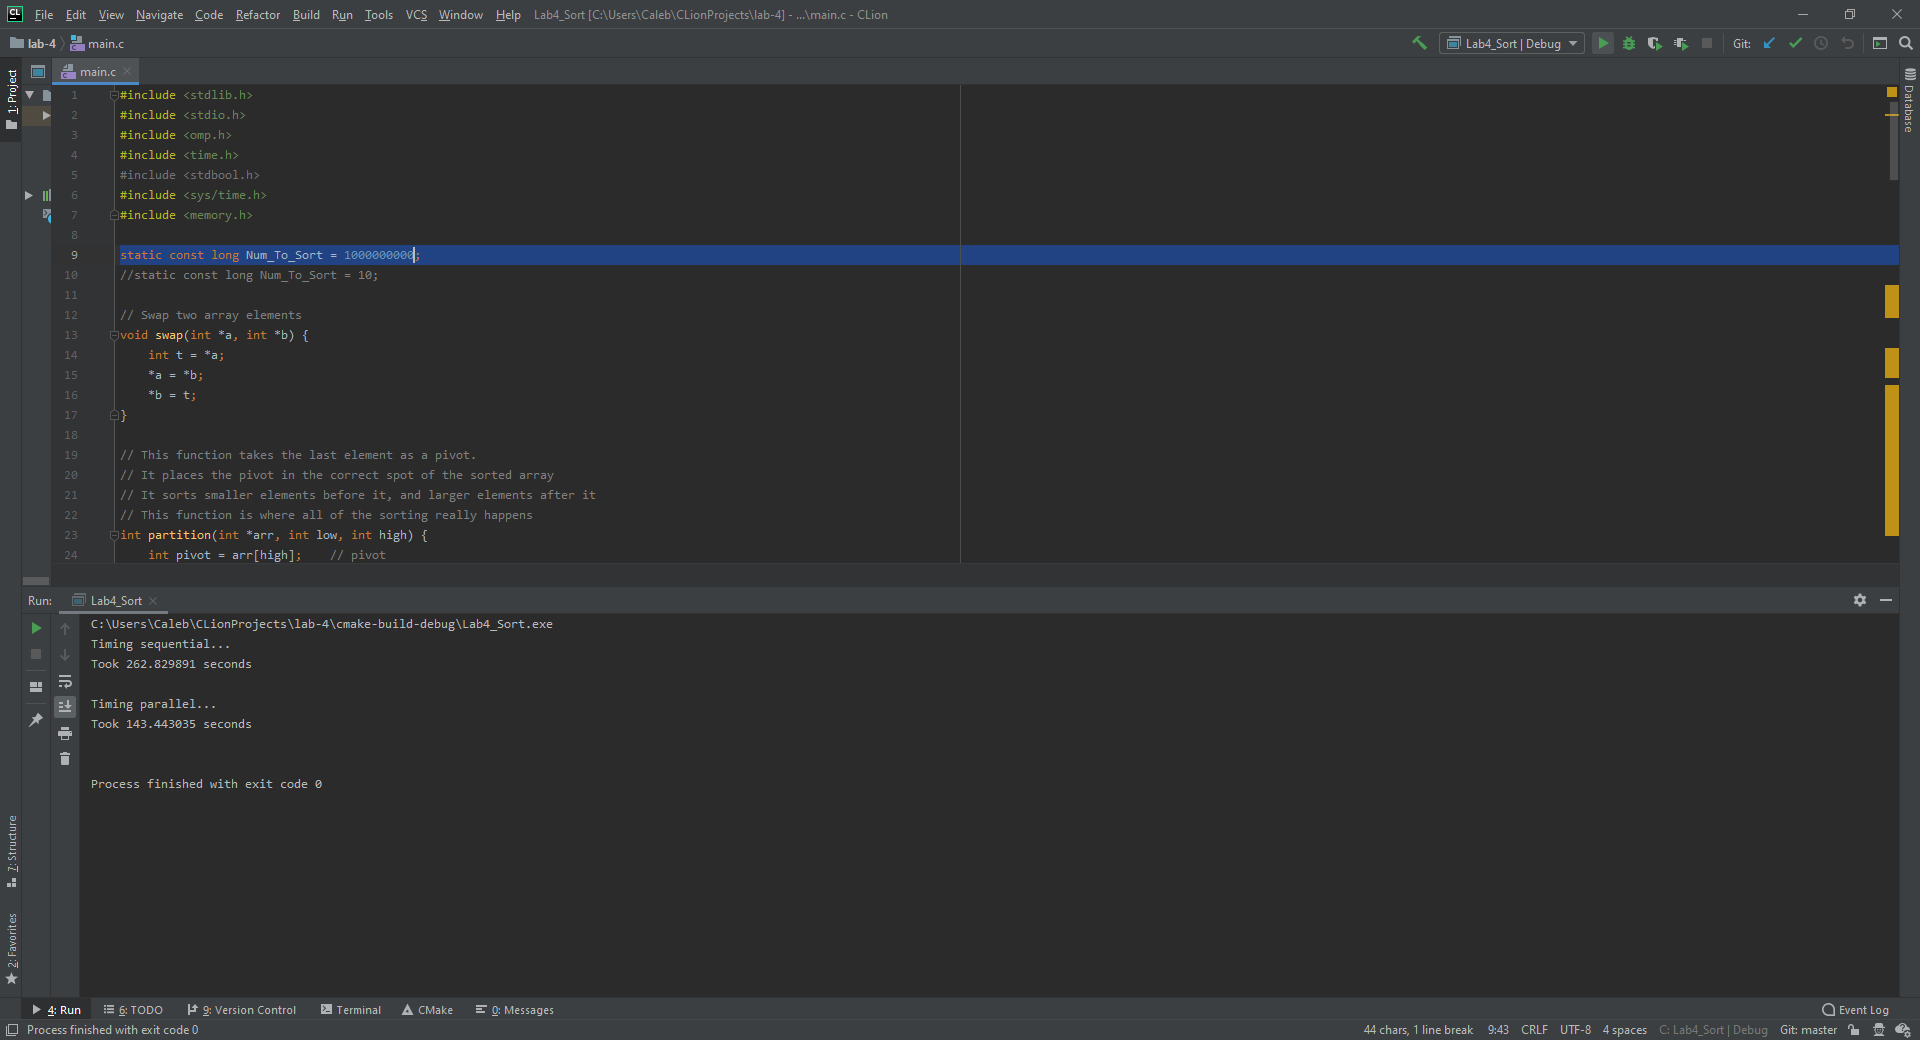 CL File Edit View Navigate Code Refactor Build Run Tools VCS Window Help Lab4_Sort [C:\Users\Caleb\CLionProjects\lab-4] - ...\main.c - CLion
lab-4 main.c Lab4_Sort | Debug Git:
1: Project
main.c
Database
1 #include <stdlib.h>
2 #include <stdio.h>
3 #include <omp.h>
4 #include <time.h>
5 #include <stdbool.h>
6 #include <sys/time.h>
7 #include <memory.h>
8
9 static const long Num_To_Sort = 1000000000;
10 //static const long Num_To_Sort = 10;
11
12 // Swap two array elements
13 void swap(int *a, int *b) {
14     int t = *a;
15     *a = *b;
16     *b = t;
17 }
18
19 // This function takes the last element as a pivot.
20 // It places the pivot in the correct spot of the sorted array
21 // It sorts smaller elements before it, and larger elements after it
22 // This function is where all of the sorting really happens
23 int partition(int *arr, int low, int high) {
24     int pivot = arr[high];    // pivot
Run: Lab4_Sort
C:\Users\Caleb\CLionProjects\lab-4\cmake-build-debug\Lab4_Sort.exe
Timing sequential...
Took 262.829891 seconds
Timing parallel...
Took 143.443035 seconds
Process finished with exit code 0
7: Structure
2: Favorites
4: Run 6: TODO 9: Version Control Terminal CMake 0: Messages Event Log
Process finished with exit code 0 44 chars, 1 line break 9:43 CRLF UTF-8 4 spaces C: Lab4_Sort | Debug Git: master